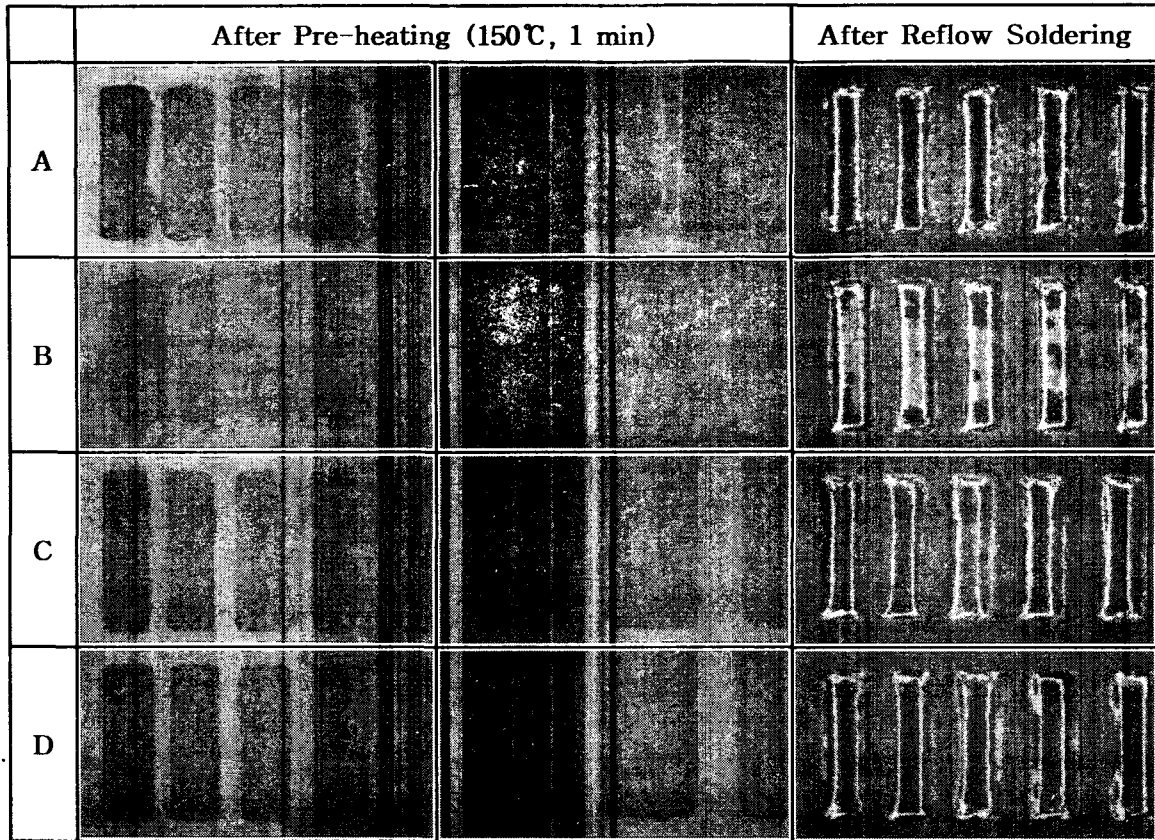 After Pre-heating (150℃, 1 min)
After Reflow Soldering
A
B
C
D